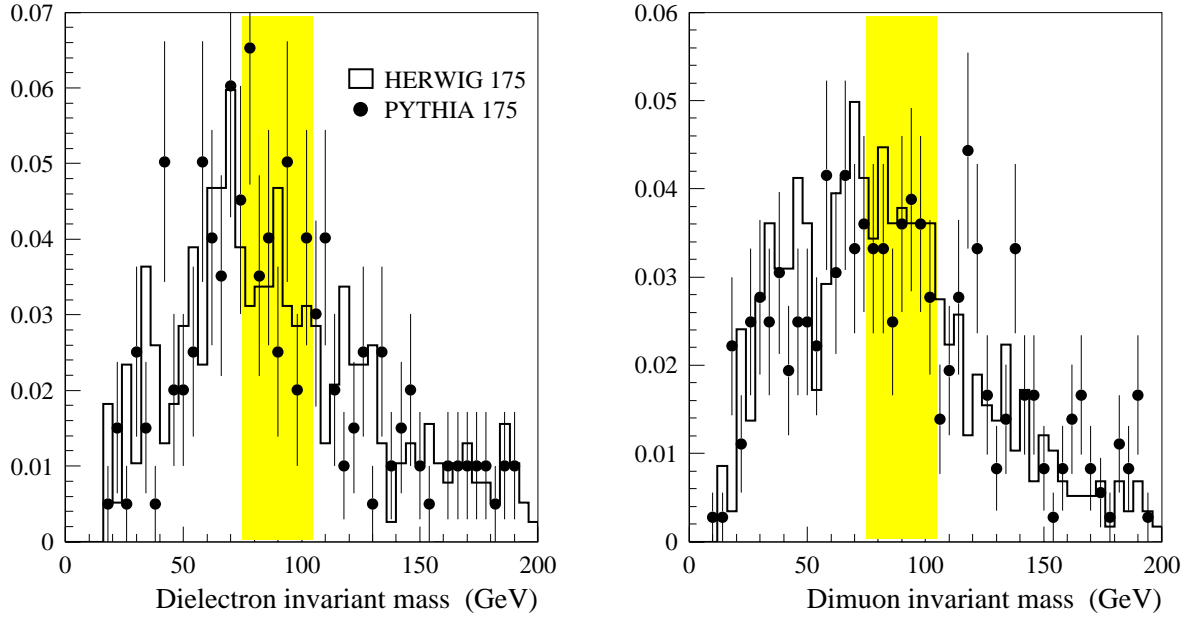 0.07
0.06
0.05
0.04
0.03
0.02
0.01
0
0 50 100 150 200
Dielectron invariant mass (GeV)
HERWIG 175
PYTHIA 175
0.06
0.05
0.04
0.03
0.02
0.01
0
0 50 100 150 200
Dimuon invariant mass (GeV)